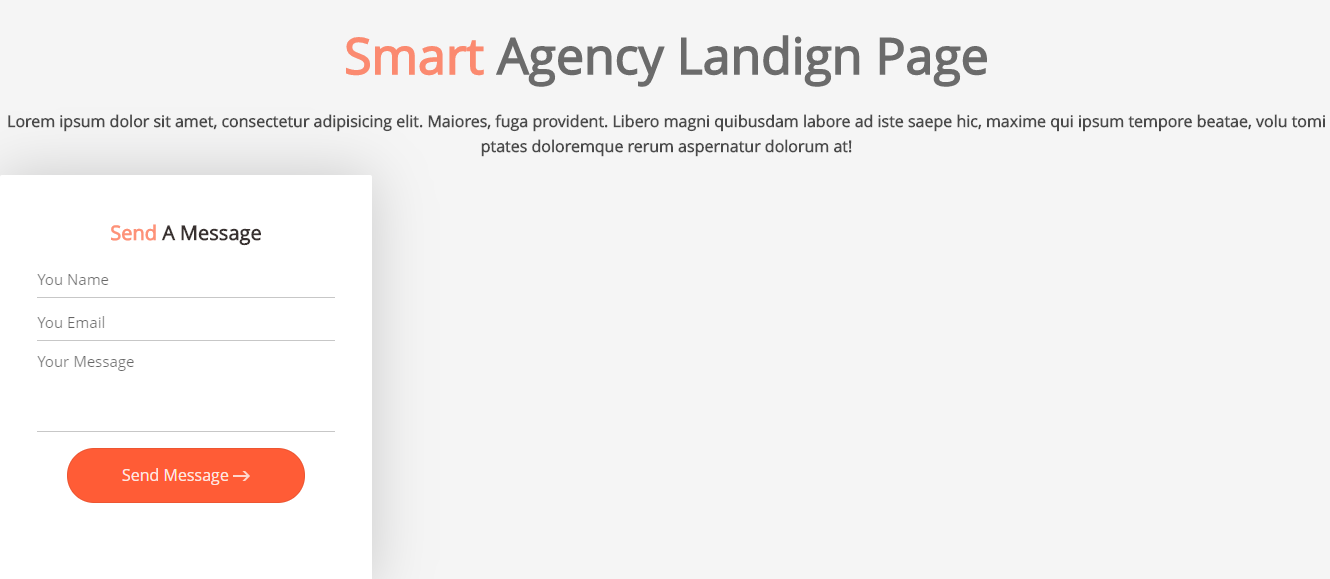 Smart Agency Landign Page
Lorem ipsum dolor sit amet, consectetur adipisicing elit. Maiores, fuga provident. Libero magni quibusdam labore ad iste saepe hic, maxime qui ipsum tempore beatae, volu tomi
ptates doloremque rerum aspernatur dolorum at!
Send A Message
You Name
You Email
Your Message
Send Message →